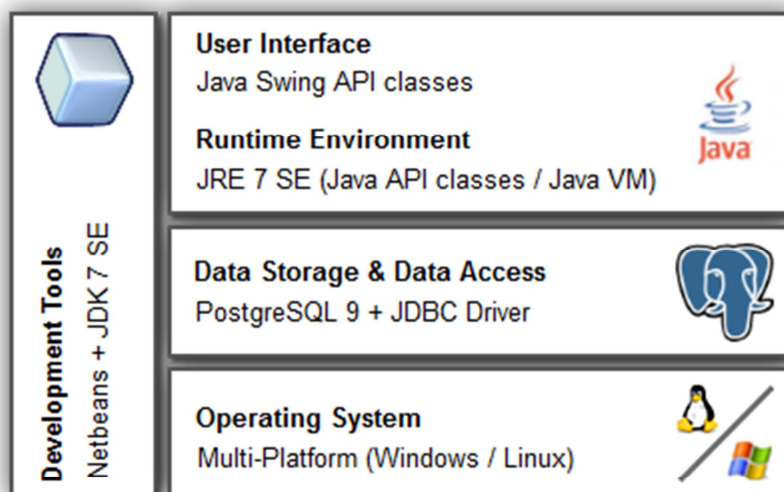 Development Tools
Netbeans + JDK 7 SE
User Interface
Java Swing API classes
Runtime Environment
JRE 7 SE (Java API classes / Java VM)
Java
Data Storage & Data Access
PostgreSQL 9 + JDBC Driver
Operating System
Multi-Platform (Windows / Linux)